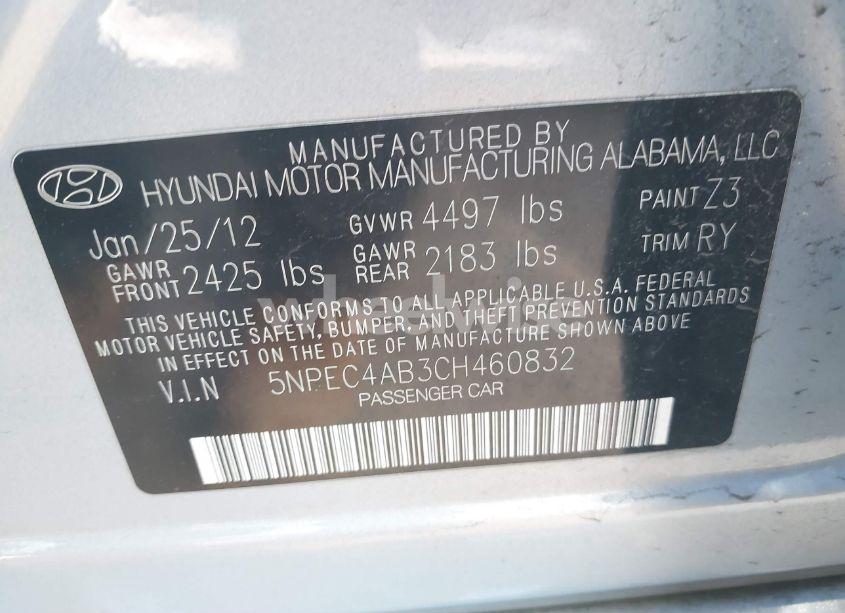 MANUFACTURED BY
HYUNDAI MOTOR MANUFACTURING ALABAMA, LLC
Jan/25/12 GVWR 4497 lbs PAINT Z3
GAWR FRONT 2425 lbs GAWR REAR 2183 lbs TRIM RY
THIS VEHICLE CONFORMS TO ALL APPLICABLE U.S.A. FEDERAL
MOTOR VEHICLE SAFETY, BUMPER, AND THEFT PREVENTION STANDARDS
IN EFFECT ON THE DATE OF MANUFACTURE SHOWN ABOVE
V.I.N 5NPEC4AB3CH460832
PASSENGER CAR
wheelwise